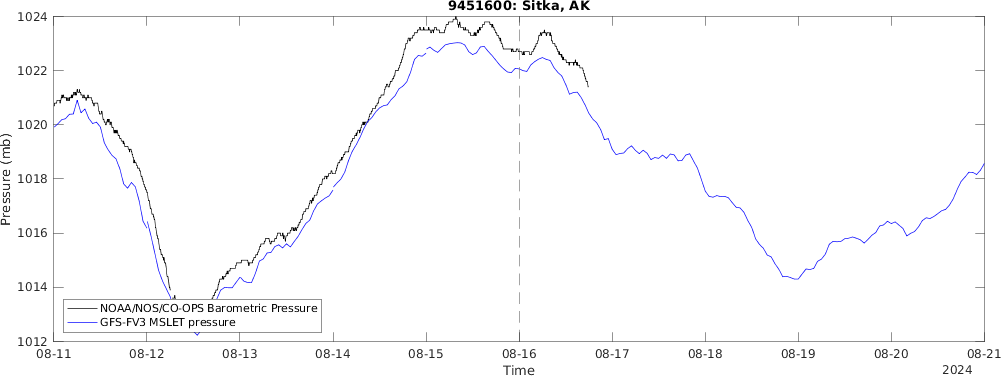 9451600: Sitka, AK
1024
1022
1020
1018
1016
1014
1012
Pressure (mb)
NOAA/NOS/CO-OPS Barometric Pressure
GFS-FV3 MSLET pressure
08-11 08-12 08-13 08-14 08-15 08-16 08-17 08-18 08-19 08-20 08-21
Time
2024